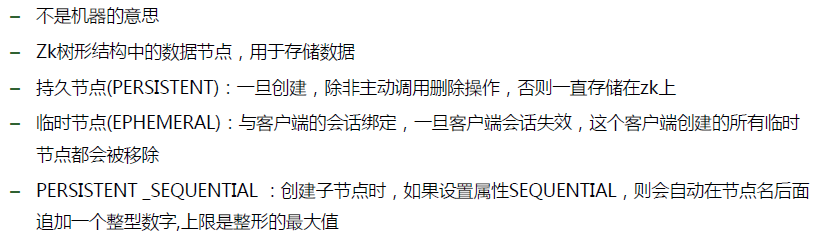 – 不是机器的意思
– Zk树形结构中的数据节点，用于存储数据
– 持久节点(PERSISTENT)：一旦创建，除非主动调用删除操作，否则一直存储在zk上
– 临时节点(EPHEMERAL)：与客户端的会话绑定，一旦客户端会话失效，这个客户端创建的所有临时
节点都会被移除
– PERSISTENT _SEQUENTIAL ：创建子节点时，如果设置属性SEQUENTIAL，则会自动在节点名后面
追加一个整型数字,上限是整形的最大值